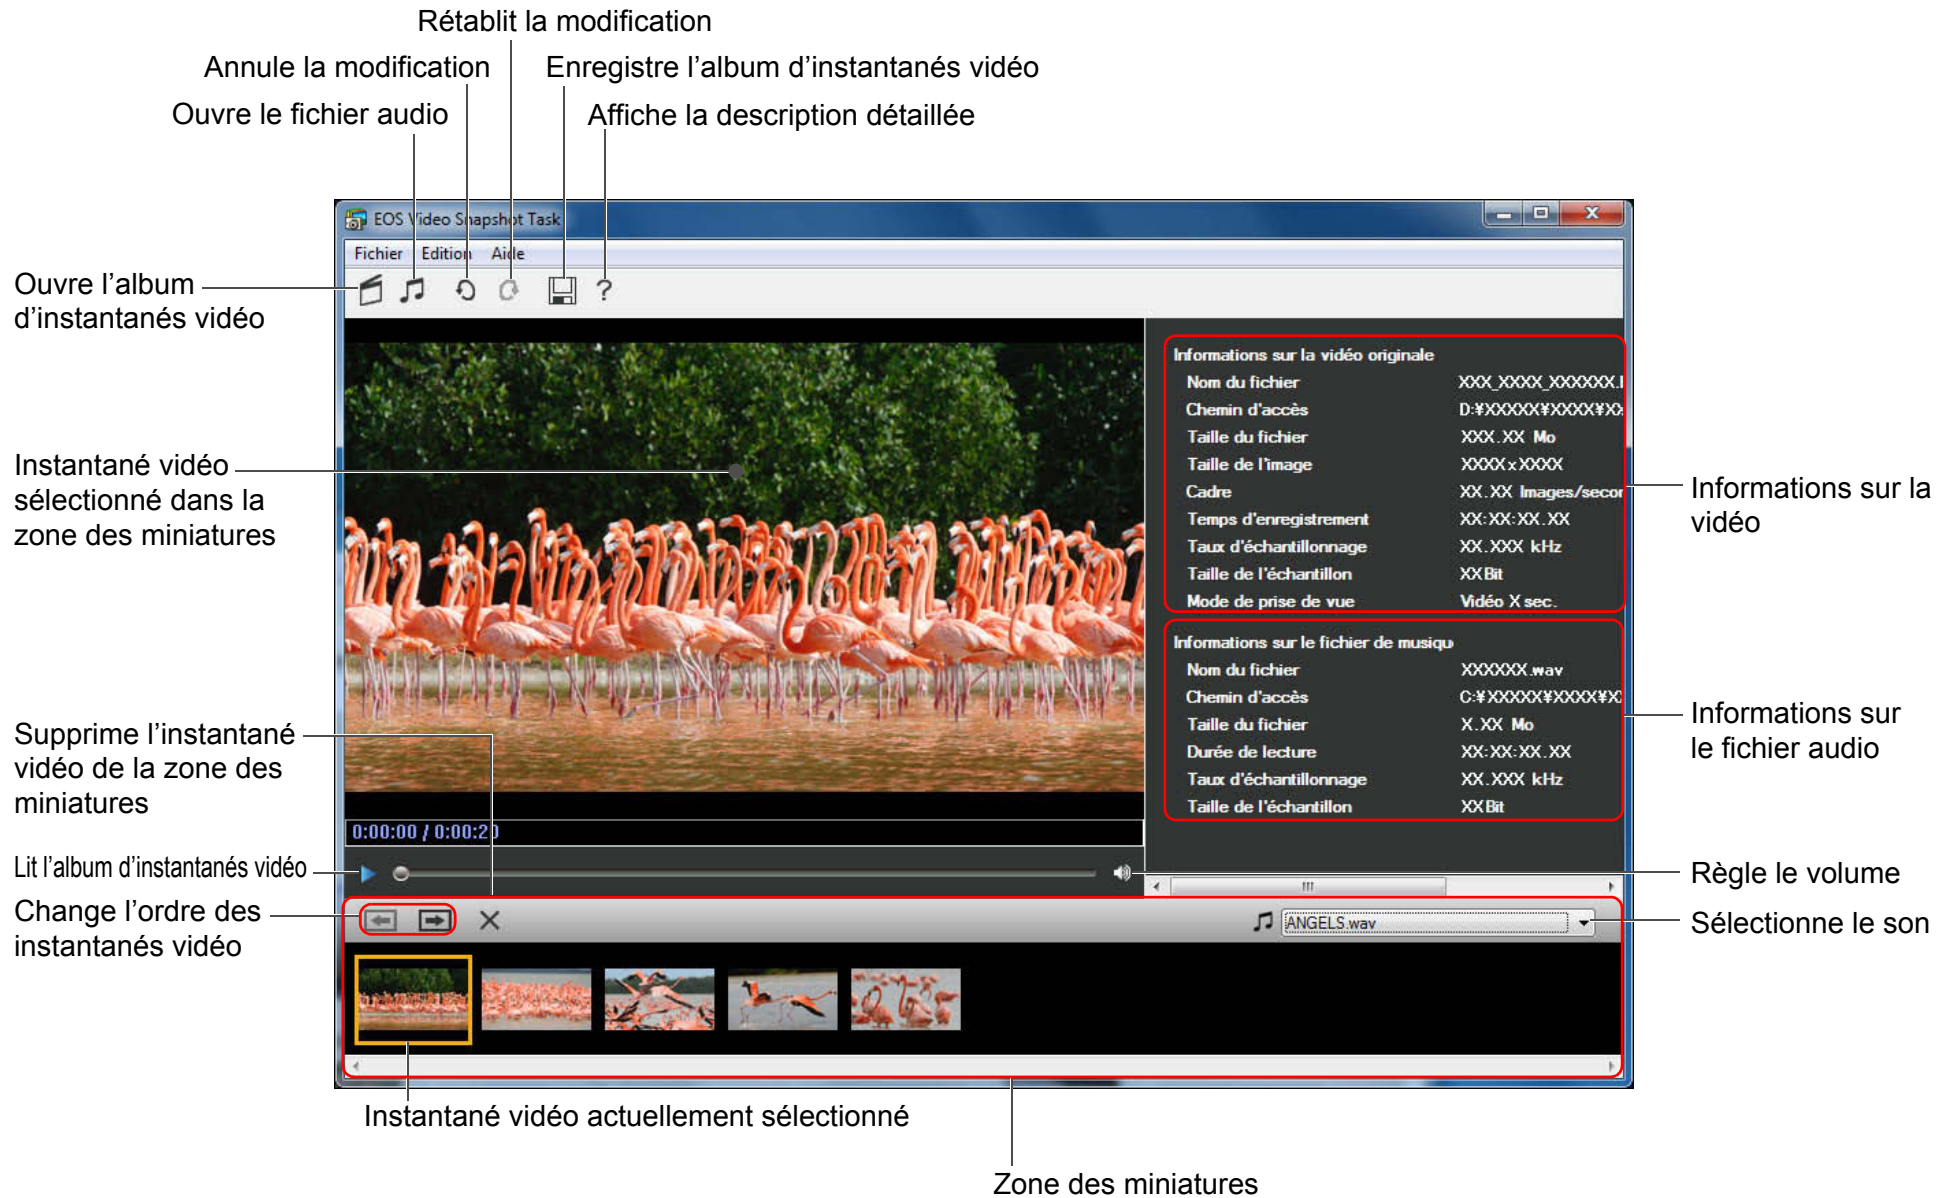 Rétablit la modification
Annule la modification
Enregistre l’album d’instantanés vidéo
Ouvre le fichier audio
Affiche la description détaillée
EOS Video Snapshot Task
Fichier Edition Aide
Ouvre l’album
d’instantanés vidéo
Instantané vidéo
sélectionné dans la
zone des miniatures
Supprime l’instantané
vidéo de la zone des
miniatures
Lit l’album d’instantanés vidéo
Change l’ordre des
instantanés vidéo
0:00:00 / 0:00:20
Informations sur la vidéo originale
Nom du fichier XXX_XXXX_XXXXXX.
Chemin d'accès D:¥XXXXX¥XXXX¥XX
Taille du fichier XXX.XX Mo
Taille de l'image XXXX x XXXX
Cadre XX.XX Images/secon
Temps d'enregistrement XX:XX:XX.XX
Taux d'échantillonnage XX.XXX kHz
Taille de l'échantillon XX Bit
Mode de prise de vue Vidéo X sec.
Informations sur le fichier de musiqu
Nom du fichier XXXXXX.wav
Chemin d'accès C:¥XXXXX¥XXXX¥X
Taille du fichier X.XX Mo
Durée de lecture XX:XX:XX.XX
Taux d'échantillonnage XX.XXX kHz
Taille de l'échantillon XX Bit
ANGELS.wav
Informations sur la
vidéo
Informations sur
le fichier audio
Règle le volume
Sélectionne le son
Instantané vidéo actuellement sélectionné
Zone des miniatures